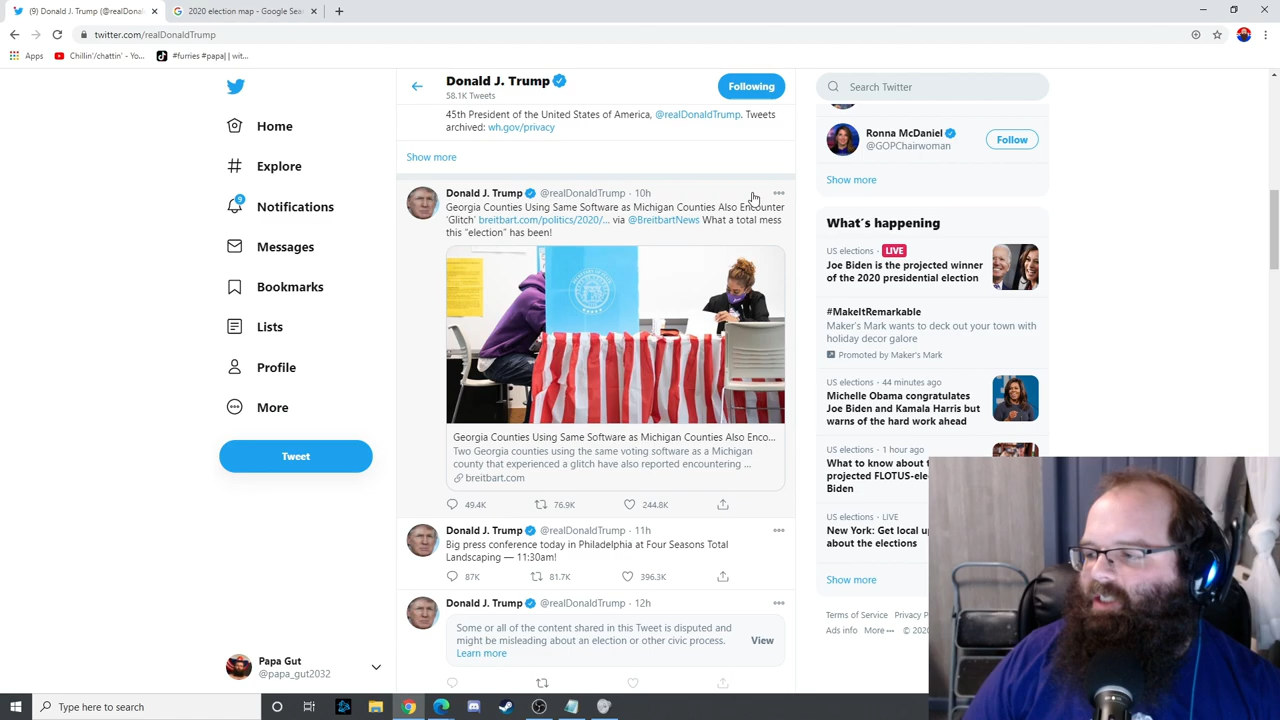 (9) Donald J. Trump (@realDona
2020 election map - Google Sea
twitter.com/realDonaldTrump
Apps
Chillin'/chattin' - Yo...
#furries #papa| | wit...
Home
Explore
9
Notifications
Messages
Bookmarks
Lists
Profile
More
Tweet
Papa Gut
@papa_gut2032
Donald J. Trump
58.1K Tweets
Following
45th President of the United States of America, @realDonaldTrump. Tweets
archived: wh.gov/privacy
Show more
Donald J. Trump @realDonaldTrump · 10h
Georgia Counties Using Same Software as Michigan Counties Also Encounter
'Glitch' breitbart.com/politics/2020/... via @BreitbartNews What a total mess
this "election" has been!
Georgia Counties Using Same Software as Michigan Counties Also Enco...
Two Georgia counties using the same voting software as a Michigan
county that experienced a glitch have also reported encountering ...
breitbart.com
49.4K 76.9K 244.8K
Donald J. Trump @realDonaldTrump · 11h
Big press conference today in Philadelphia at Four Seasons Total
Landscaping — 11:30am!
87K 81.7K 396.3K
Donald J. Trump @realDonaldTrump · 12h
Some or all of the content shared in this Tweet is disputed and
might be misleading about an election or other civic process.
Learn more
View
Search Twitter
Ronna McDaniel
@GOPChairwoman
Follow
Show more
What's happening
US elections · LIVE
Joe Biden is the projected winner
of the 2020 presidential election
#MakeItRemarkable
Maker's Mark wants to deck out your town with
holiday decor galore
Promoted by Maker's Mark
US elections · 44 minutes ago
Michelle Obama congratulates
Joe Biden and Kamala Harris but
warns of the hard work ahead
US elections · 1 hour ago
What to know about
projected FLOTUS-ele
Biden
US elections · LIVE
New York: Get local u
about the elections
Show more
Terms of Service Privacy P
Ads info More ··· © 2020
Type here to search